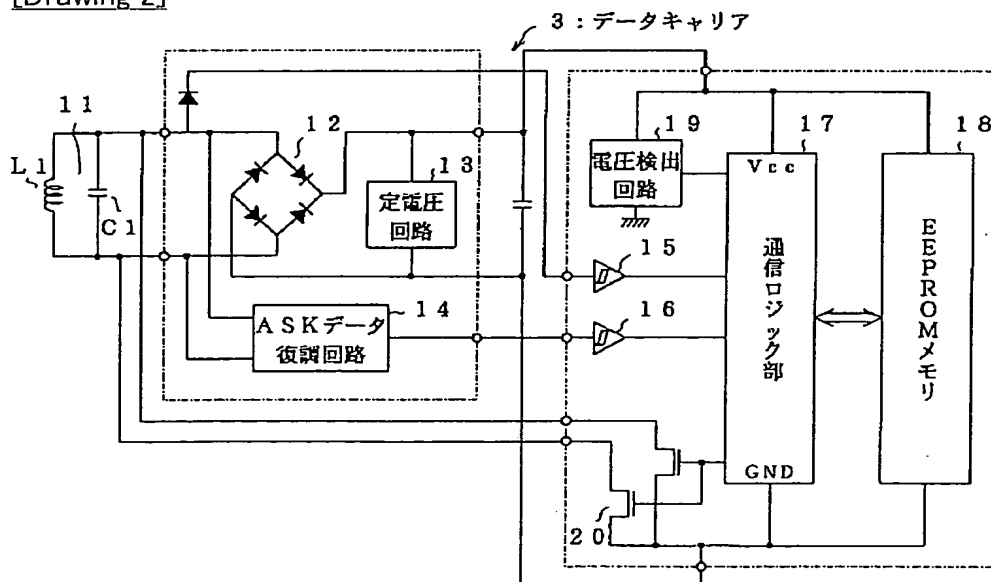 [Drawing 2]
3：データキャリア
11
12
19
17
18
L1
C1
13
電圧検出
回路
Vcc
定電圧
回路
15
14
16
ASKデータ
復調回路
通信ロジック部
EEPROMメモリ
GND
20